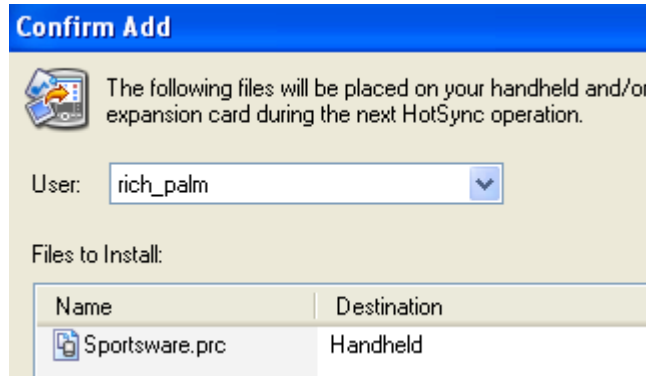 Confirm Add
The following files will be placed on your handheld and/or
expansion card during the next HotSync operation.
User: rich_palm
Files to Install:
Name Destination
Sportsware.prc Handheld